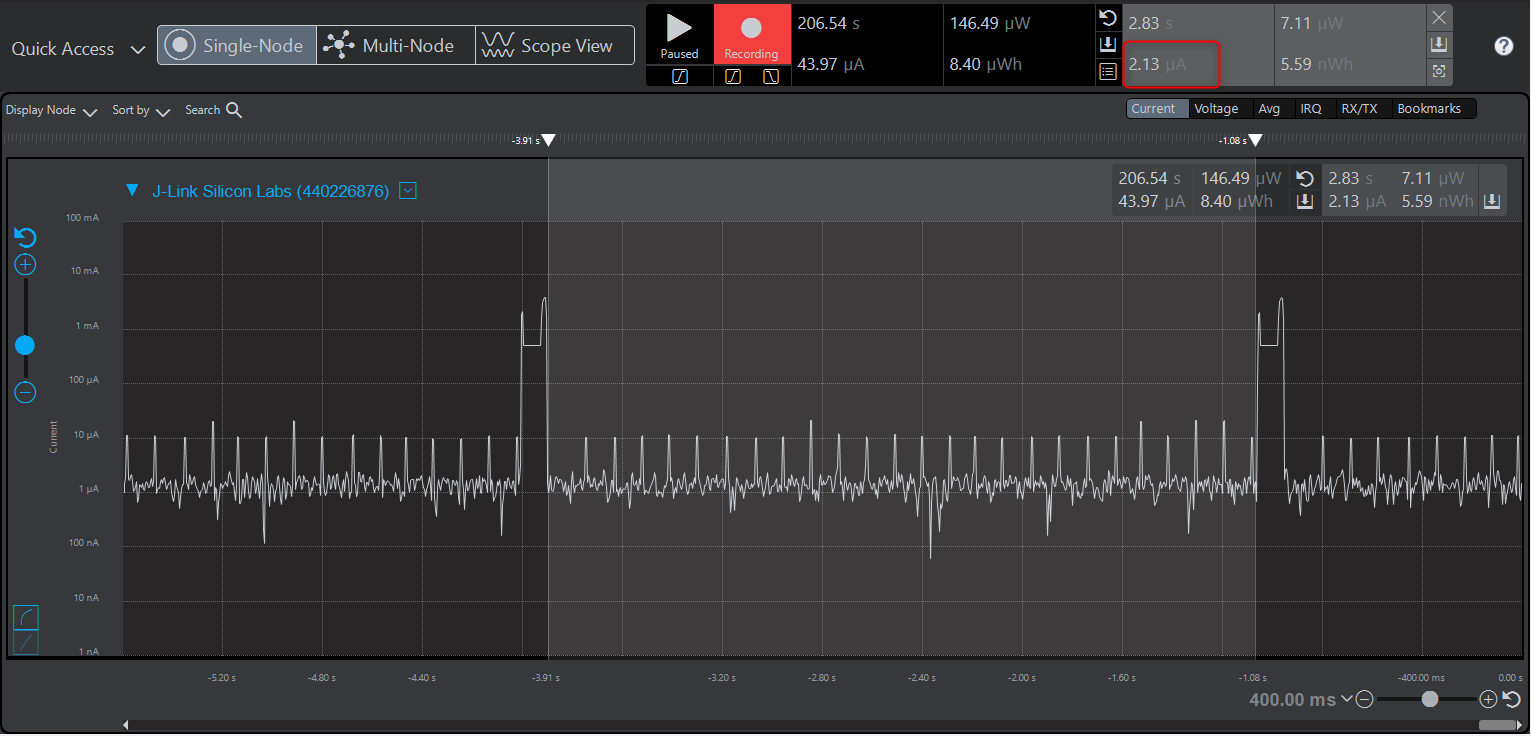 Quick Access
Single-Node
Multi-Node
Scope View
Paused
Recording
206.54 s
146.49 µW
43.97 µA
8.40 µWh
2.83 s
7.11 µW
2.13 µA
5.59 nWh
?
Display Node
Sort by
Search
Current
Voltage
Avg
IRQ
RX/TX
Bookmarks
-3.91 s
-1.08 s
J-Link Silicon Labs (440226876)
206.54 s 146.49 µW 2.83 s 7.11 µW
43.97 µA 8.40 µWh 2.13 µA 5.59 nWh
100 mA
10 mA
1 mA
100 µA
10 µA
1 µA
100 nA
10 nA
1 nA
Current
-5.20 s -4.80 s -4.40 s -3.91 s -3.20 s -2.80 s -2.40 s -2.00 s -1.60 s -1.08 s -400.00 ms 0.00 s
400.00 ms